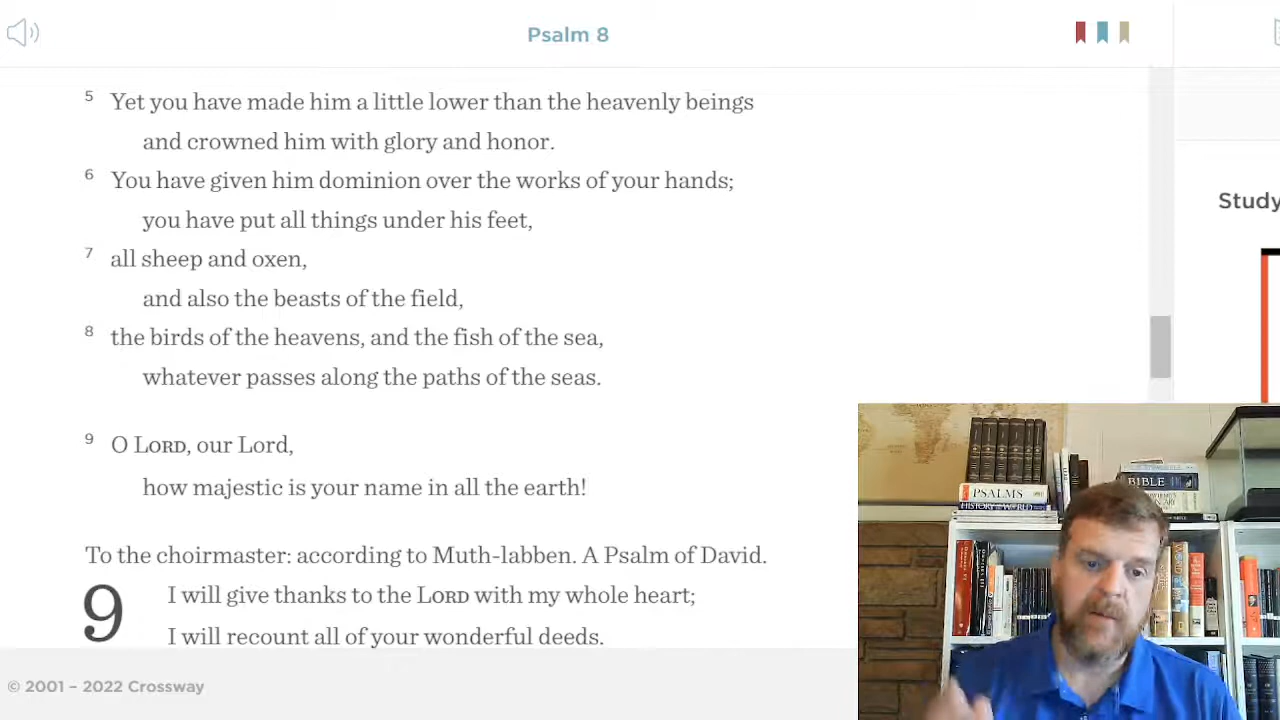 Psalm 8
5 Yet you have made him a little lower than the heavenly beings
and crowned him with glory and honor.
6 You have given him dominion over the works of your hands;
you have put all things under his feet,
7 all sheep and oxen,
and also the beasts of the field,
8 the birds of the heavens, and the fish of the sea,
whatever passes along the paths of the seas.
9 O LORD, our Lord,
how majestic is your name in all the earth!
To the choirmaster: according to Muth-labben. A Psalm of David.
9 I will give thanks to the LORD with my whole heart;
I will recount all of your wonderful deeds.
© 2001 – 2022 Crossway
Study
PSALMS
HISTORY OF THE WORLD
BIBLE